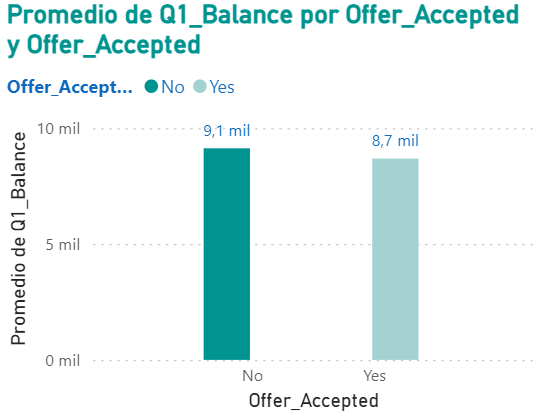 Promedio de Q1_Balance por Offer_Accepted
y Offer_Accepted
Offer_Accept... No Yes
Promedio de Q1_Balance
10 mil
5 mil
0 mil
9,1 mil
8,7 mil
No
Yes
Offer_Accepted